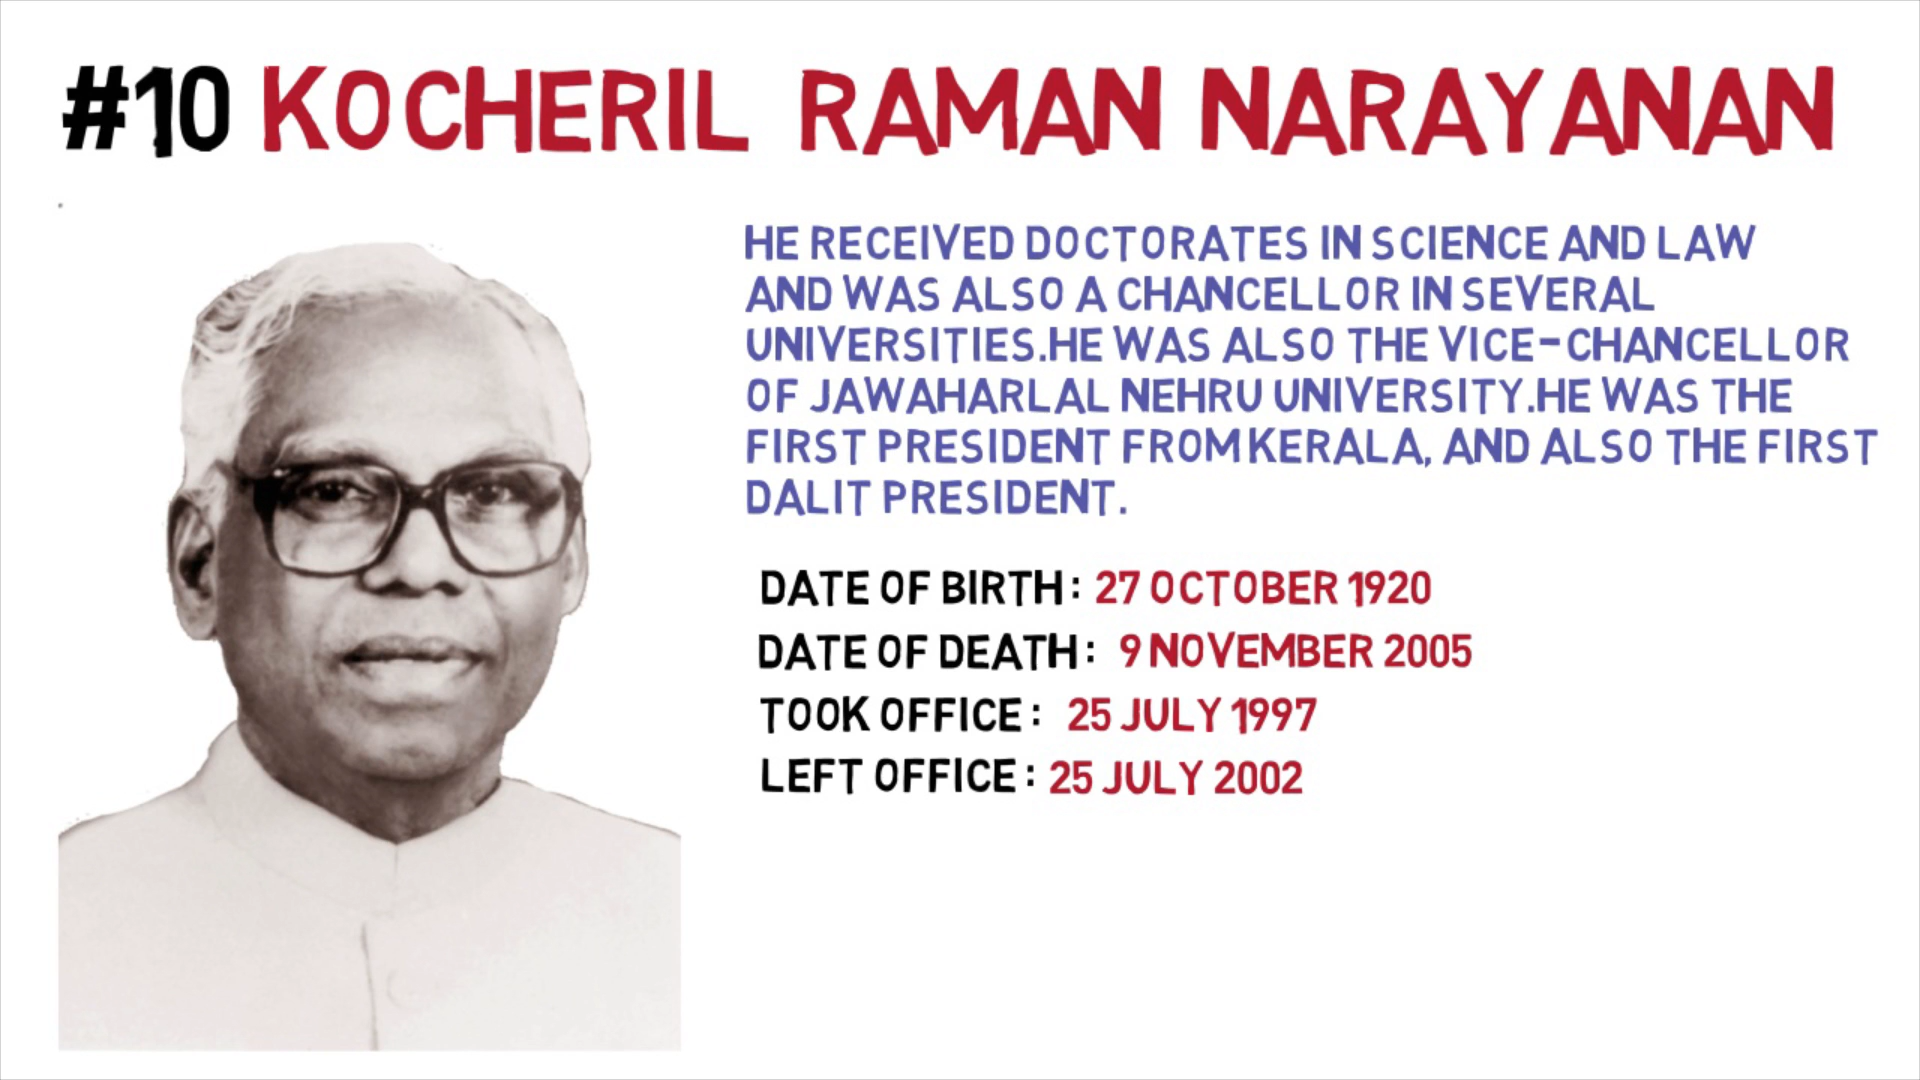 #10 KOCHERIL RAMAN NARAYANAN
HE RECEIVED DOCTORATES IN SCIENCE AND LAW
AND WAS ALSO A CHANCELLOR IN SEVERAL
UNIVERSITIES.HE WAS ALSO THE VICE-CHANCELLOR
OF JAWAHARLAL NEHRU UNIVERSITY.HE WAS THE
FIRST PRESIDENT FROM KERALA, AND ALSO THE FIRST
DALIT PRESIDENT.
DATE OF BIRTH: 27 OCTOBER 1920
DATE OF DEATH: 9 NOVEMBER 2005
TOOK OFFICE: 25 JULY 1997
LEFT OFFICE: 25 JULY 2002